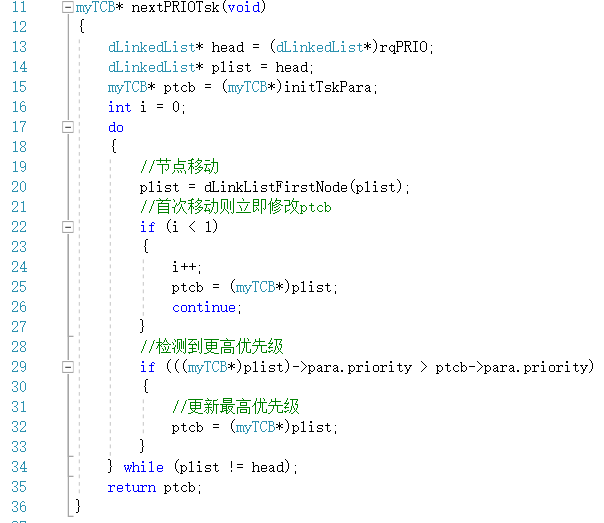 11 myTCB* nextPRIOTsk(void)
12 {
13 dLinkedList* head = (dLinkedList*)rqPRIO;
14 dLinkedList* plist = head;
15 myTCB* ptcb = (myTCB*)initTskPara;
16 int i = 0;
17 do
18 {
19 //节点移动
20 plist = dLinkListFirstNode(plist);
21 //首次移动则立即修改ptcb
22 if (i < 1)
23 {
24 i++;
25 ptcb = (myTCB*)plist;
26 continue;
27 }
28 //检测到更高优先级
29 if (((myTCB*)plist)->para.priority > ptcb->para.priority)
30 {
31 //更新最高优先级
32 ptcb = (myTCB*)plist;
33 }
34 } while (plist != head);
35 return ptcb;
36 }